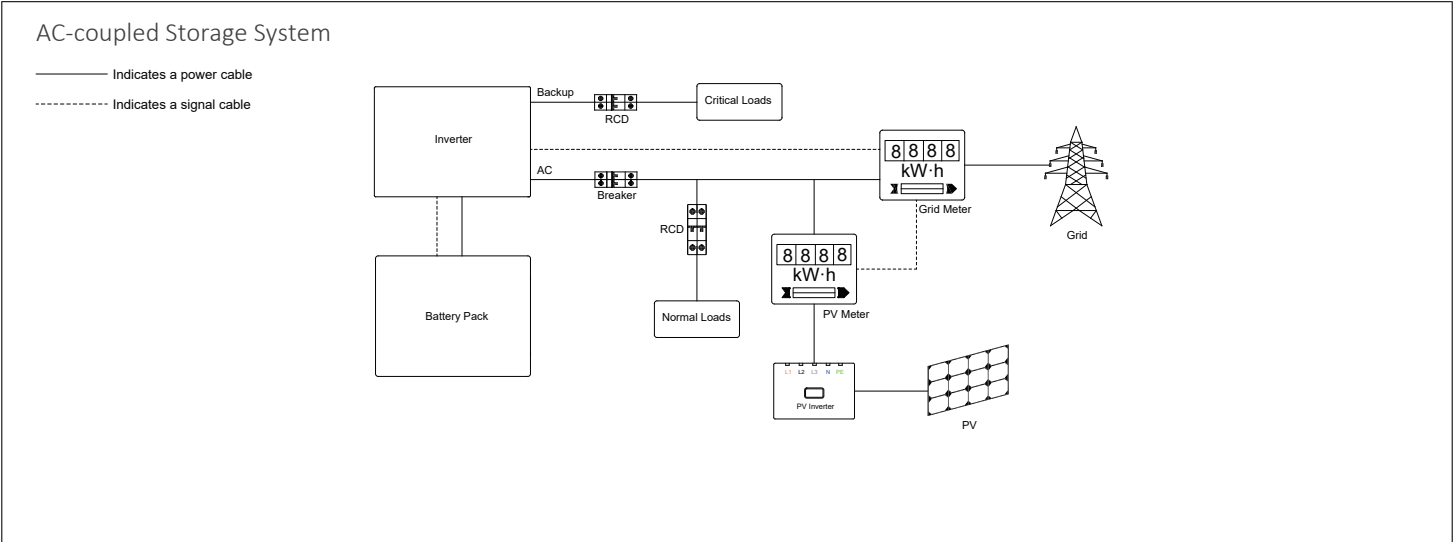 AC-coupled Storage System
Indicates a power cable
Indicates a signal cable
Backup
RCD
Critical Loads
Inverter
AC
Breaker
8888
kW·h
Grid Meter
Grid
RCD
8888
kW·h
PV Meter
Normal Loads
Battery Pack
L1 L2 L3 N PE
PV Inverter
PV